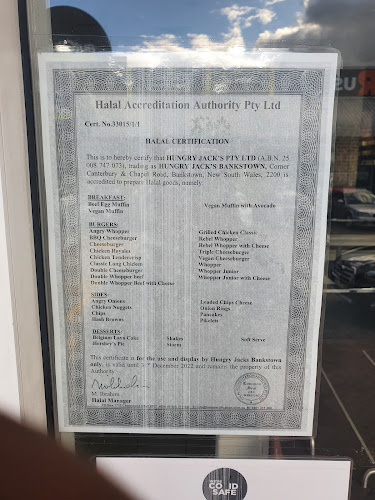 Halal Accreditation Authority Pty Ltd
Cert. No.33015/1/1
HALAL CERTIFICATION
This is to hereby certify that HUNGRY JACK'S PTY LTD (A.B.N. 25
008 747 073), trading as HUNGRY JACK'S BANKSTOWN, Corner
Canterbury & Chapel Road, Bankstown, New South Wales, 2200 is
accredited to prepare Halal goods, namely
BREAKFAST:
Beef Egg Muffin Vegan Muffin with Avocado
Vegan Muffin
BURGERS:
Angry Whopper Grilled Chicken Classic
BBQ Cheeseburger Rebel Whopper
Cheeseburger Rebel Whopper with Cheese
Chicken Royale Triple Cheeseburger
Chicken Tendercrisp Vegan Cheeseburger
Classic Long Chicken Whopper
Double Cheeseburger Whopper Junior
Double Whopper beef Whopper Junior with Cheese
Double Whopper Beef with Cheese
SIDES:
Angry Onions Loaded Chips Cheese
Chicken Nuggets Onion Rings
Chips Pancakes
Hash Browns Pikelets
DESSERTS:
Belgium Lava Cake Shakes Soft Serve
Hershey's Pie Storm
This certificate is for the use and display by Hungry Jacks Bankstown
only, is valid until 1st December 2022 and remains the property of this
Authority
M. Ibrahim
Halal Manager
COVID
SAFE